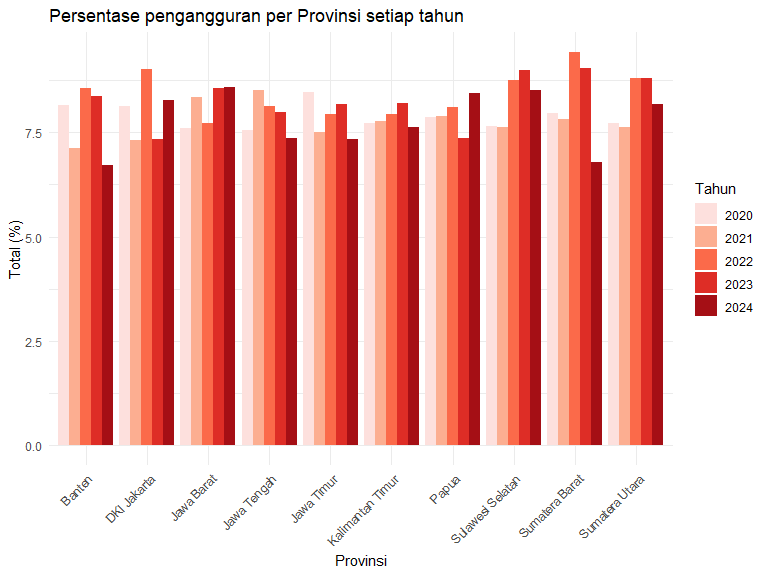 Persentase pengangguran per Provinsi setiap tahun
Total (%)
7.5
5.0
2.5
0.0
Banten
DKI Jakarta
Jawa Barat
Jawa Tengah
Jawa Timur
Kalimantan Timur
Papua
Sulawesi Selatan
Sumatera Barat
Sumatera Utara
Provinsi
Tahun
2020
2021
2022
2023
2024